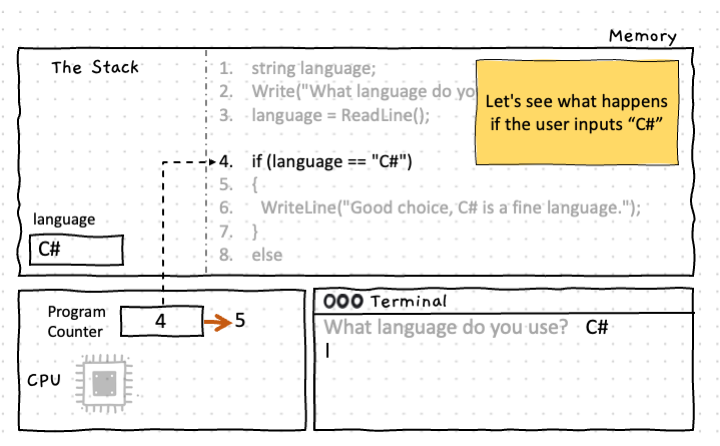 Memory
The Stack
1. string language;
2. Write("What language do yo
3. language = ReadLine();
Let's see what happens
if the user inputs “C#”
4. if (language == "C#")
5. {
6. WriteLine("Good choice, C# is a fine language.");
7. }
8. else
language
C#
Program
Counter
4
5
CPU
OOO Terminal
What language do you use? C#
|